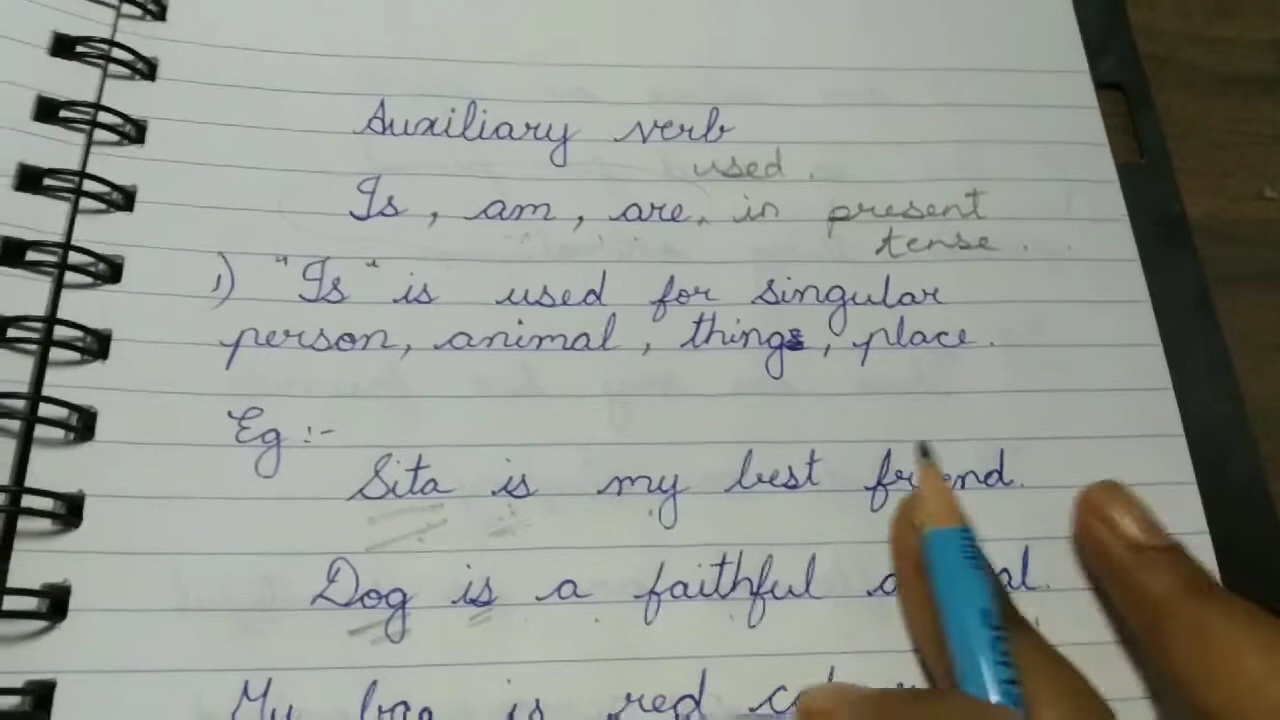 Auxiliary verb
used.
Is, am, are. in present
tense.
1) "Is" is used for singular
person, animal, things, place.
Eg :-
Sita is my best friend.
Dog is a faithful animal.
My is red